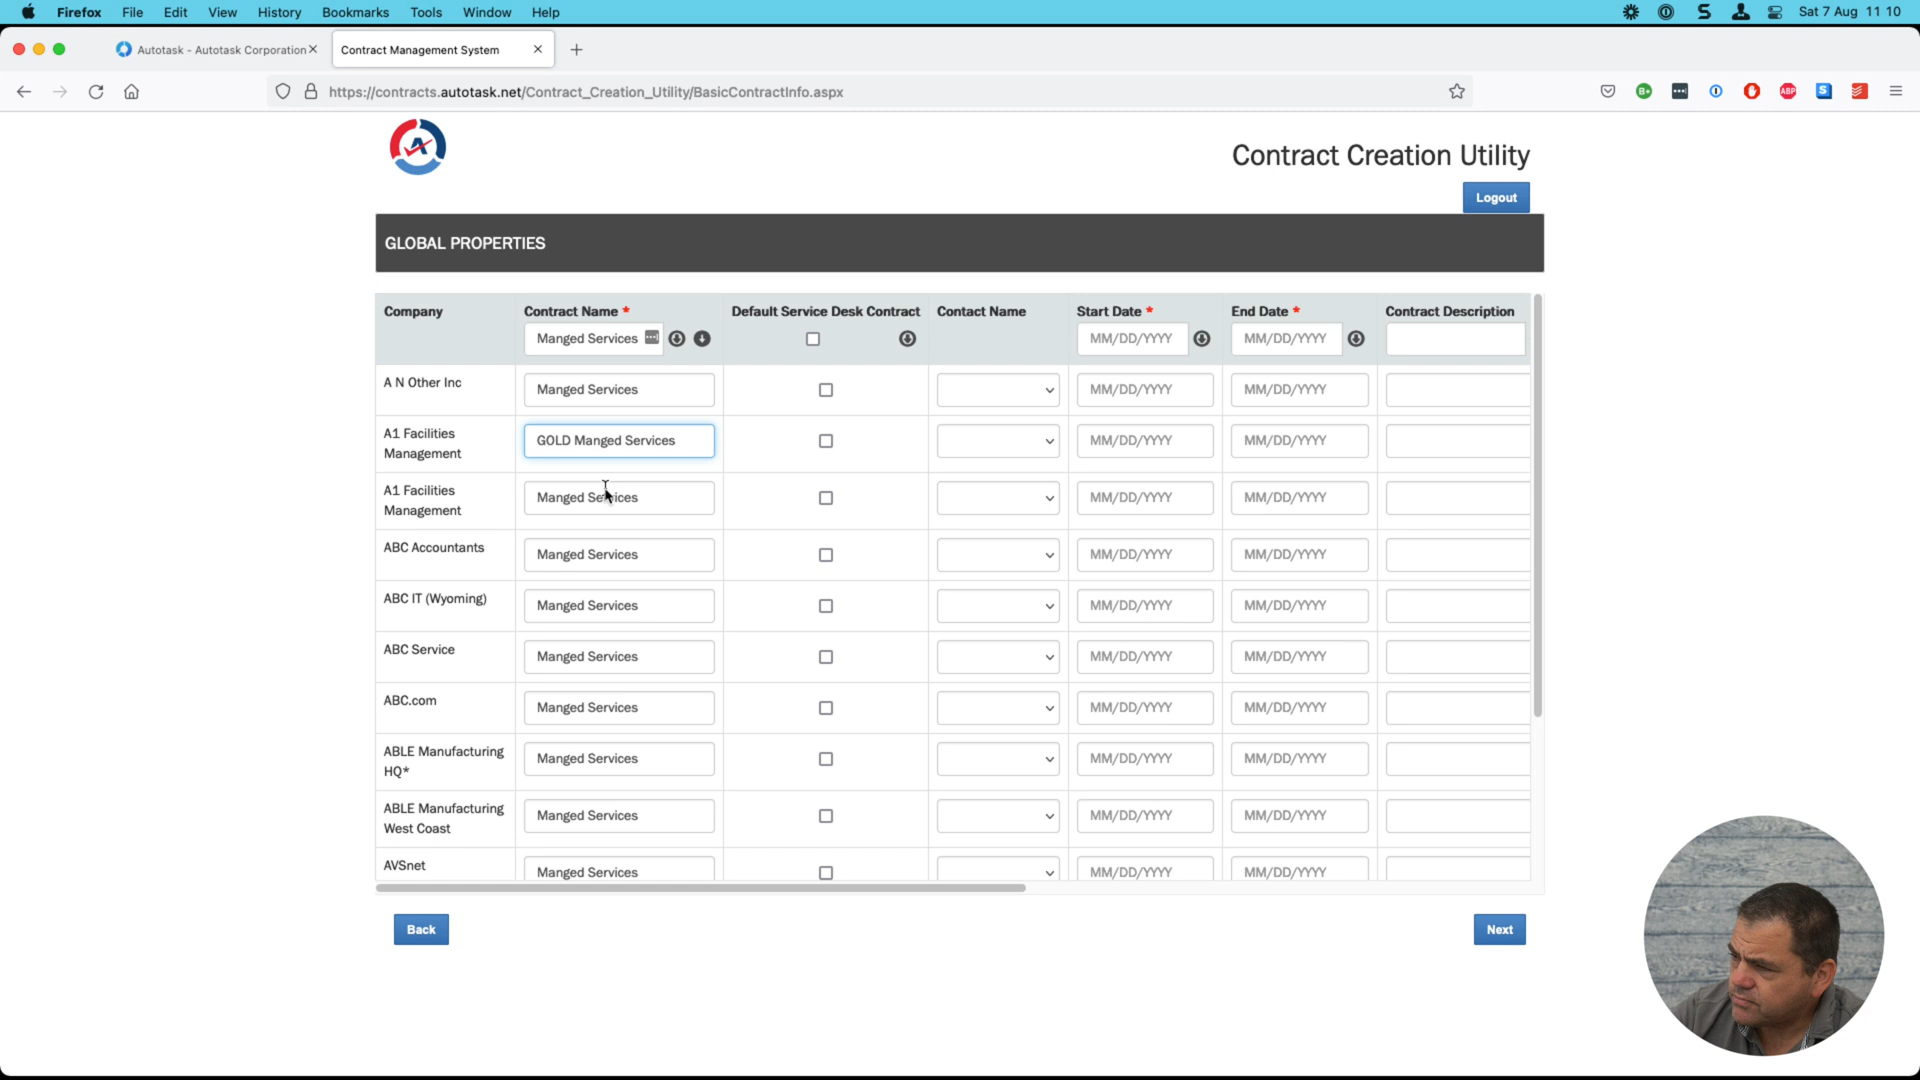 Firefox File Edit View History Bookmarks Tools Window Help Sat 7 Aug 11 10
Autotask - Autotask Corporation
Contract Management System
https://contracts.autotask.net/Contract_Creation_Utility/BasicContractInfo.aspx
Contract Creation Utility
Logout
GLOBAL PROPERTIES
Company Contract Name * Default Service Desk Contract Contact Name Start Date * End Date * Contract Description
Manged Services MM/DD/YYYY MM/DD/YYYY
A N Other Inc Manged Services MM/DD/YYYY MM/DD/YYYY
A1 Facilities
Management GOLD Manged Services MM/DD/YYYY MM/DD/YYYY
A1 Facilities
Management Manged Services MM/DD/YYYY MM/DD/YYYY
ABC Accountants Manged Services MM/DD/YYYY MM/DD/YYYY
ABC IT (Wyoming) Manged Services MM/DD/YYYY MM/DD/YYYY
ABC Service Manged Services MM/DD/YYYY MM/DD/YYYY
ABC.com Manged Services MM/DD/YYYY MM/DD/YYYY
ABLE Manufacturing
HQ* Manged Services MM/DD/YYYY MM/DD/YYYY
ABLE Manufacturing
West Coast Manged Services MM/DD/YYYY MM/DD/YYYY
AVSnet Manged Services MM/DD/YYYY MM/DD/YYYY
Back Next